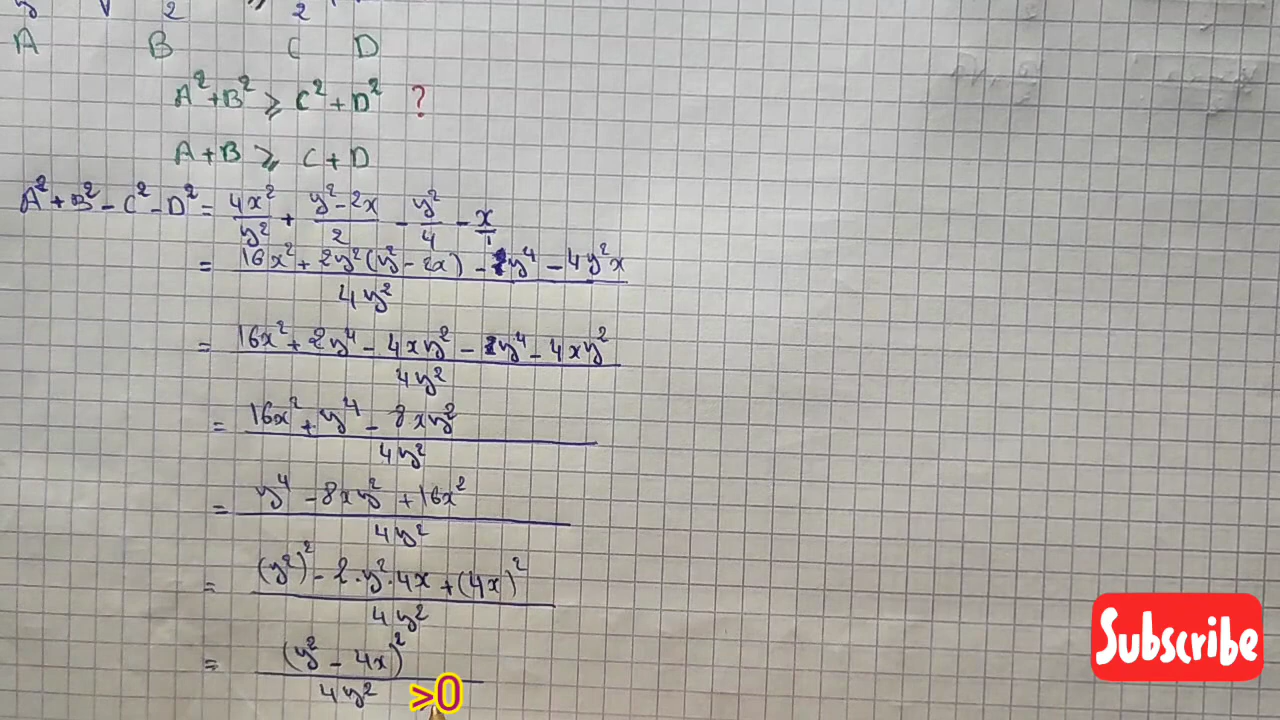 y √ 2 2
A B C D
A² + B² ⩾ C² + D² ?
A + B ⩾ C + D
A² + B² - C² - D² = 4x²/y² + (y² - 2x)/2 - y²/4 - x/1
= (16x² + 2y²(y² - 2x) - y⁴ - 4y²x)/4y²
= (16x² + 2y⁴ - 4xy² - y⁴ - 4xy²)/4y²
= (16x² + y⁴ - 8xy²)/4y²
= (y⁴ - 8xy² + 16x²)/4y²
= ((y²)² - 2·y²·4x + (4x)²)/4y²
= (y² - 4x)²/4y² >0
Subscribe